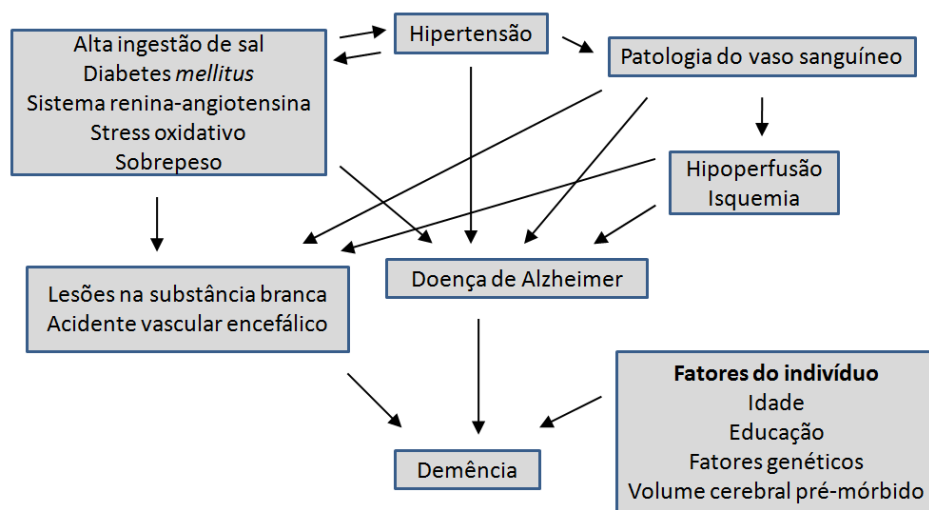 Alta ingestão de sal
Diabetes mellitus
Sistema renina-angiotensina
Stress oxidativo
Sobrepeso
Hipertensão
Patologia do vaso sanguíneo
Hipoperfusão
Isquemia
Lesões na substância branca
Acidente vascular encefálico
Doença de Alzheimer
Fatores do indivíduo
Idade
Educação
Fatores genéticos
Volume cerebral pré-mórbido
Demência